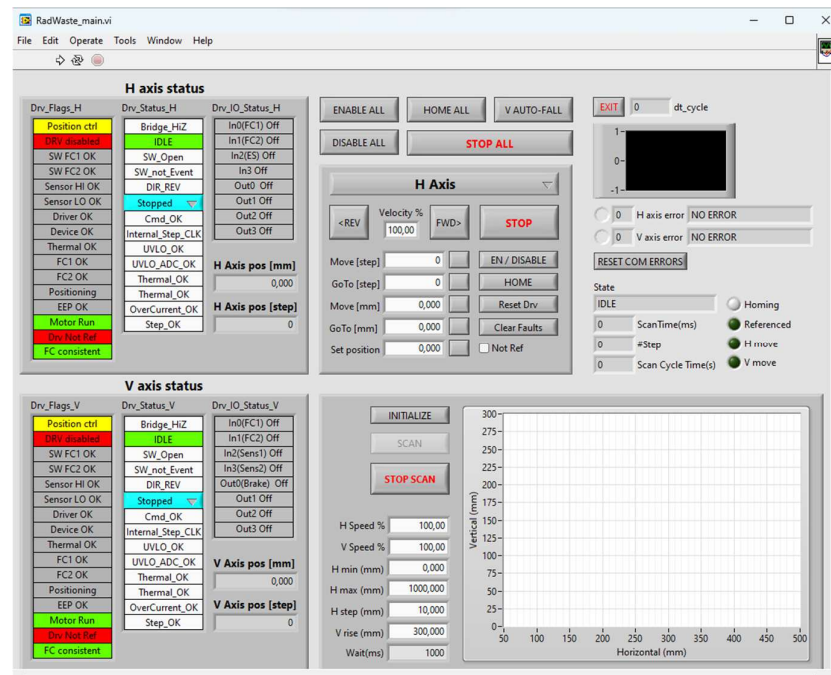 RadWaste_main.vi
File Edit Operate Tools Window Help
H axis status
Drv_Flags_H
Position ctrl
DRV disabled
SW FC1 OK
SW FC2 OK
Sensor HI OK
Sensor LO OK
Driver OK
Device OK
Thermal OK
FC1 OK
FC2 OK
Positioning
EEP OK
Motor Run
Drv Not Ref
FC consistent
Drv_Status_H
Bridge_HiZ
IDLE
SW_Open
SW_not_Event
DIR_REV
Stopped
Cmd_OK
Internal_Step_CLK
UVLO_OK
UVLO_ADC_OK
Thermal_OK
Thermal_OK
OverCurrent_OK
Step_OK
Drv_IO_Status_H
In0(FC1) Off
In1(FC2) Off
In2(ES) Off
In3 Off
Out0 Off
Out1 Off
Out2 Off
Out3 Off
H Axis pos [mm]
0,000
H Axis pos [step]
0
ENABLE ALL HOME ALL V AUTO-FALL
DISABLE ALL STOP ALL
H Axis
<REV Velocity % 100,00 FWD> STOP
Move [step] 0 EN / DISABLE
GoTo [step] 0 HOME
Move [mm] 0,000 Reset Drv
GoTo [mm] 0,000 Clear Faults
Set position 0,000 Not Ref
EXIT 0 dt_cycle
1
0
-1
0 H axis error NO ERROR
0 V axis error NO ERROR
RESET COM ERRORS
State
IDLE Homing
0 ScanTime(ms) Referenced
0 #Step H move
0 Scan Cycle Time(s) V move
V axis status
Drv_Flags_V
Position ctrl
DRV disabled
SW FC1 OK
SW FC2 OK
Sensor HI OK
Sensor LO OK
Driver OK
Device OK
Thermal OK
FC1 OK
FC2 OK
Positioning
EEP OK
Motor Run
Drv Not Ref
FC consistent
Drv_Status_V
Bridge_HiZ
IDLE
SW_Open
SW_not_Event
DIR_REV
Stopped
Cmd_OK
Internal_Step_CLK
UVLO_OK
UVLO_ADC_OK
Thermal_OK
Thermal_OK
OverCurrent_OK
Step_OK
Drv_IO_Status_V
In0(FC1) Off
In1(FC2) Off
In2(Sens1) Off
In3(Sens2) Off
Out0(Brake) Off
Out1 Off
Out2 Off
Out3 Off
V Axis pos [mm]
0,000
V Axis pos [step]
0
INITIALIZE
SCAN
STOP SCAN
H Speed % 100,00
V Speed % 100,00
H min (mm) 0,000
H max (mm) 1000,000
H step (mm) 10,000
V rise (mm) 300,000
Wait(ms) 1000
Vertical (mm)
300
275
250
225
200
175
150
125
100
75
50
25
0
50 100 150 200 250 300 350 400 450 500
Horizontal (mm)